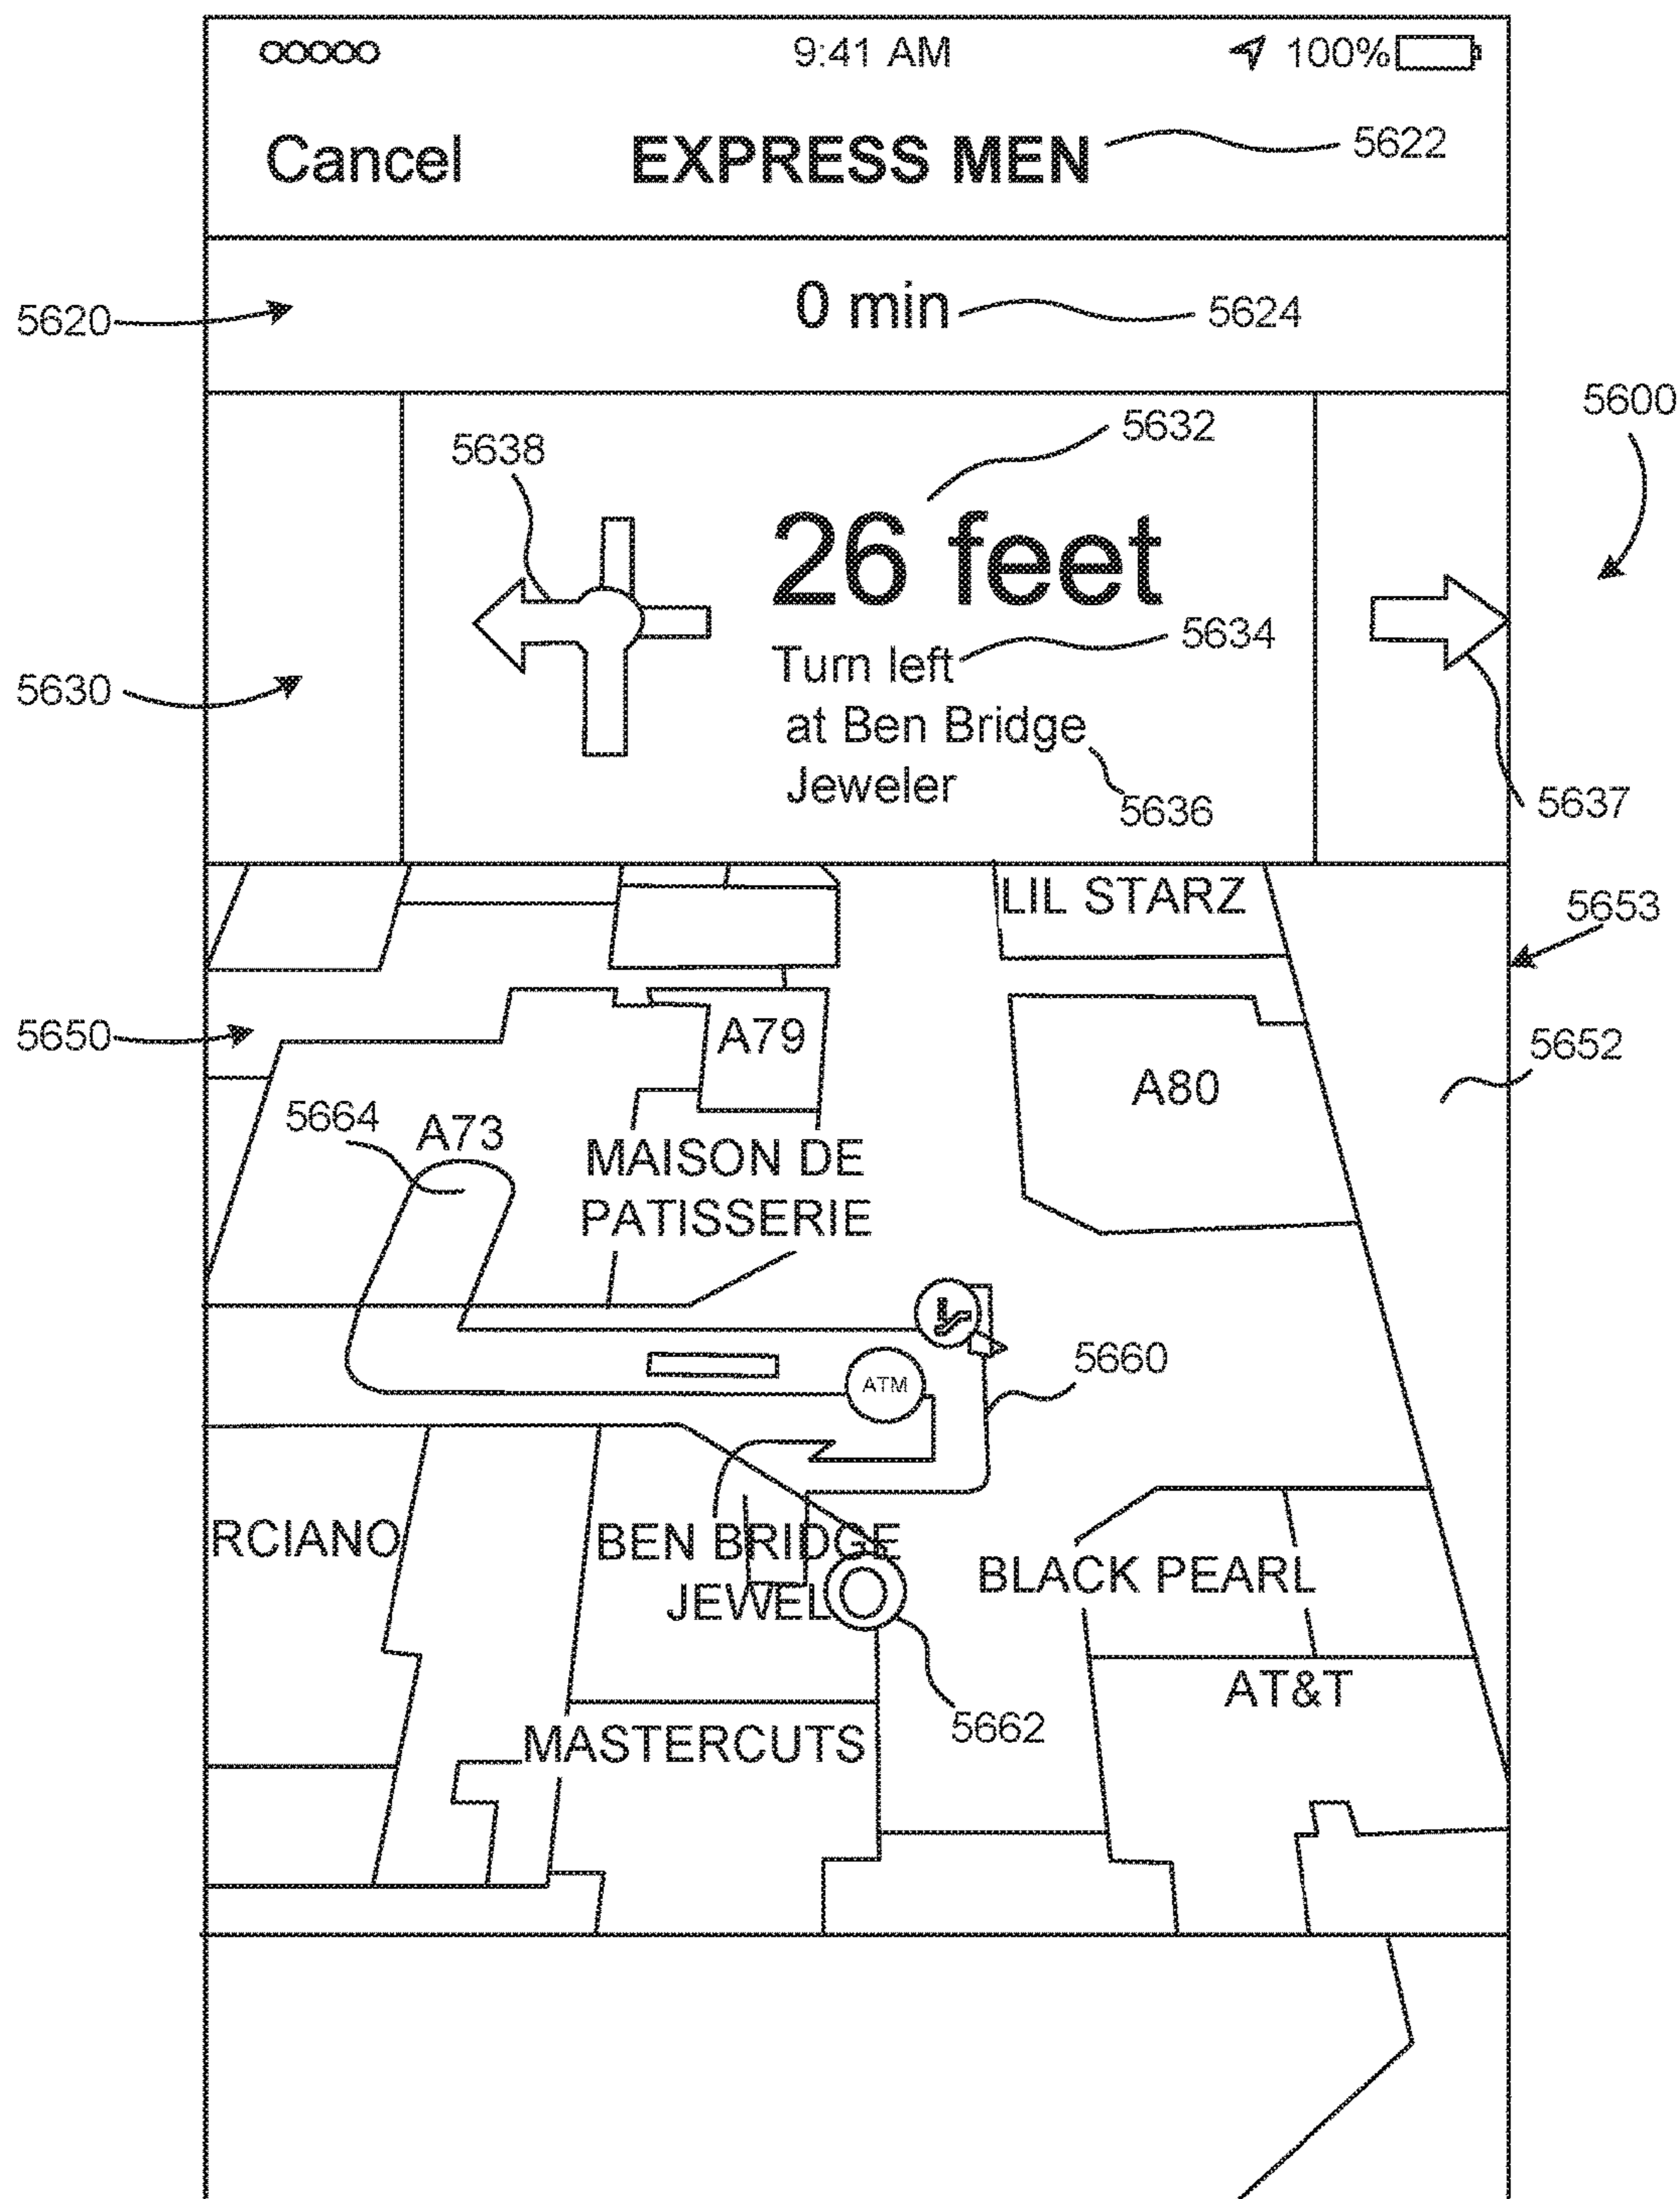 9:41 AM 100%
Cancel EXPRESS MEN 5622
5620 0 min 5624
5600
5632
5638
26 feet
Turn left 5634
5630
at Ben Bridge
Jeweler 5636
5637
LIL STARZ
5653
5650
A79
5652
A80
5664 A73
MAISON DE
PATISSERIE
5660
ATM
RCIANO
BEN BRIDGE
JEWEL
BLACK PEARL
AT&T
5662
MASTERCUTS